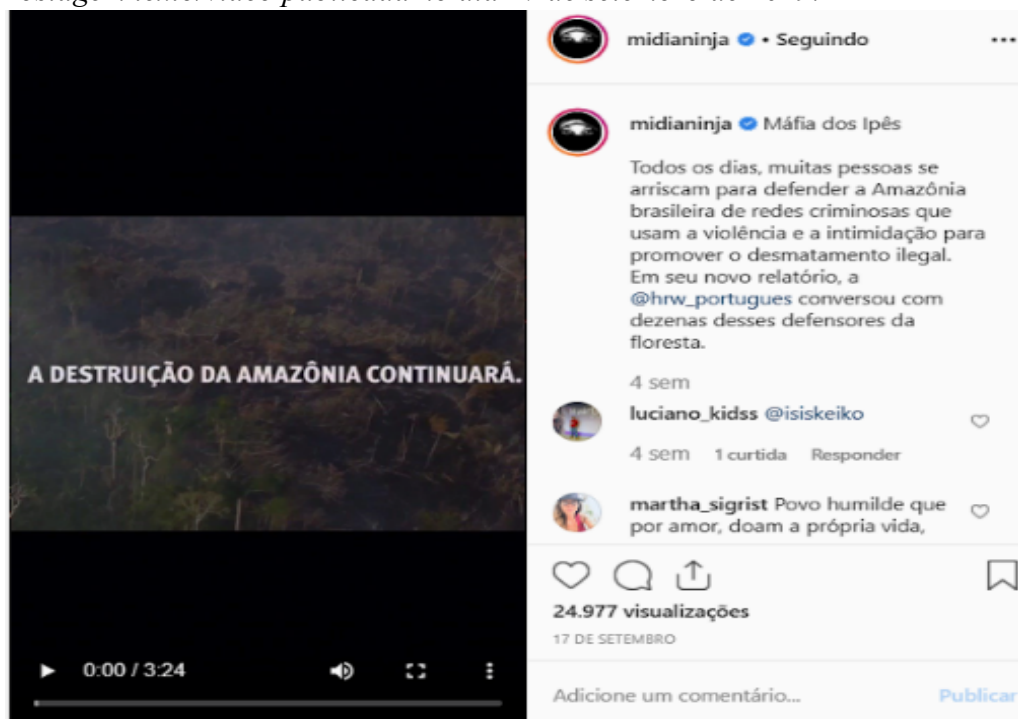 midianinja • Seguindo
midianinja Máfia dos Ipês
Todos os dias, muitas pessoas se
arriscam para defender a Amazônia
brasileira de redes criminosas que
usam a violência e a intimidação para
promover o desmatamento ilegal.
Em seu novo relatório, a
@hrw_portugues conversou com
dezenas desses defensores da
floresta.
4 sem
luciano_kidss @isiskeiko
4 sem 1 curtida Responder
martha_sigrist Povo humilde que
por amor, doam a própria vida,
24.977 visualizações
17 DE SETEMBRO
Adicione um comentário... Publicar
A DESTRUIÇÃO DA AMAZÔNIA CONTINUARÁ.
0:00 / 3:24